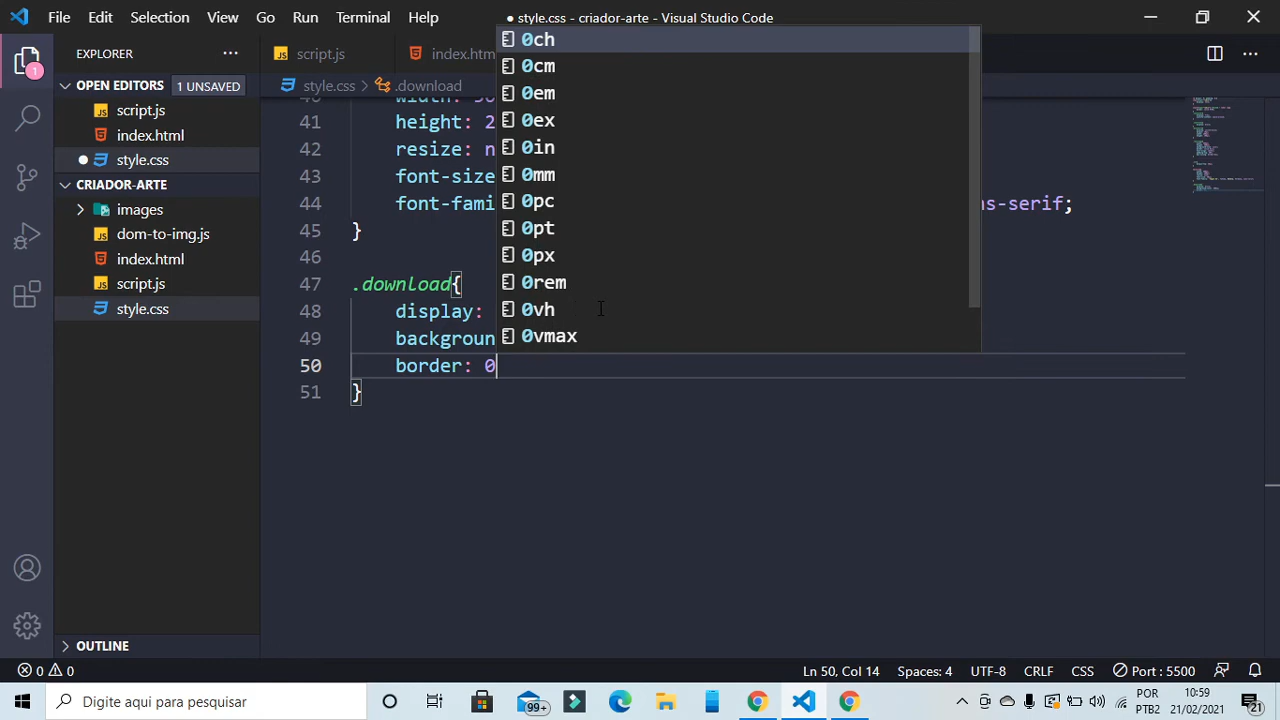 File Edit Selection View Go Run Terminal Help
● style.css - criador-arte - Visual Studio Code
EXPLORER
script.js
index.htm
OPEN EDITORS 1 UNSAVED
style.css > .download
script.js
index.html
style.css
CRIADOR-ARTE
images
dom-to-img.js
index.html
script.js
style.css
OUTLINE
1
41 height: 2
42 resize: n
43 font-size
44 font-fami ns-serif;
45 }
46
47 .download{
48 display:
49 backgroun
50 border: 0
51 }
0ch
0cm
0em
0ex
0in
0mm
0pc
0pt
0px
0rem
0vh
0vmax
0 0 Ln 50, Col 14 Spaces: 4 UTF-8 CRLF CSS Port : 5500
Digite aqui para pesquisar
99+
POR
PTB2
10:59
21/02/2021
21